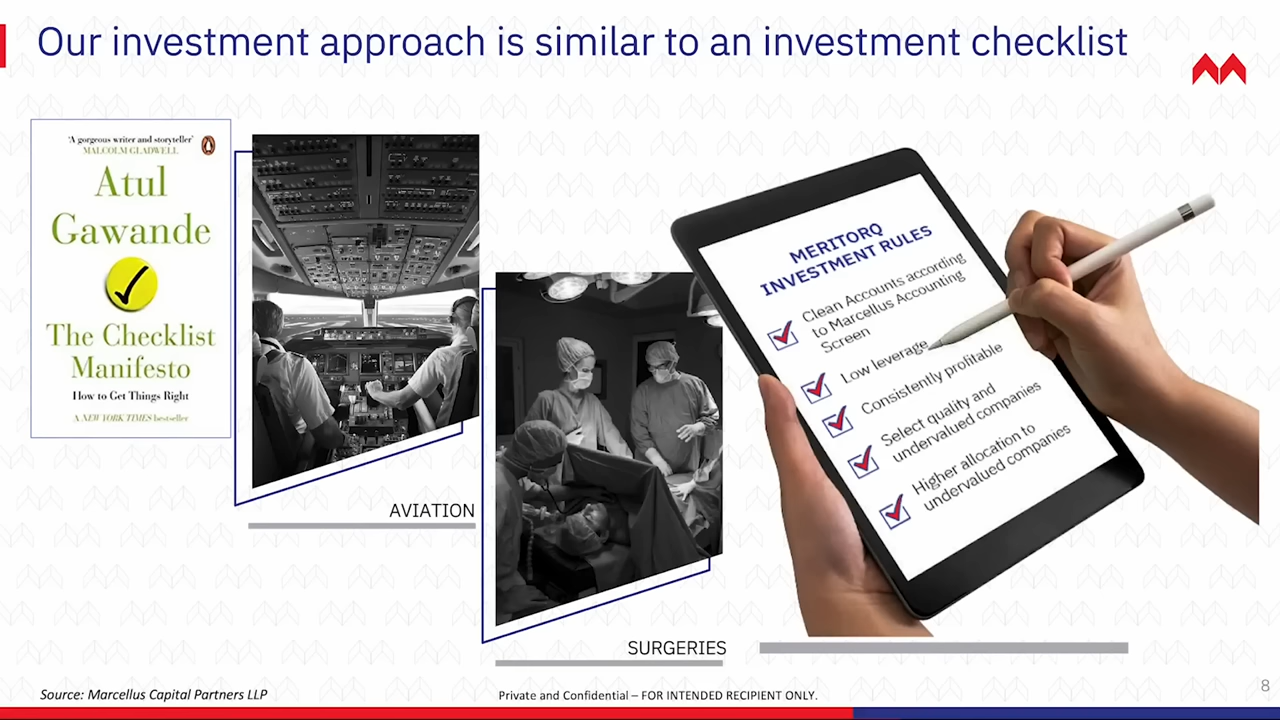 Our investment approach is similar to an investment checklist
'A gorgeous writer and storyteller'
MALCOLM GLADWELL
Atul
Gawande
The Checklist
Manifesto
How to Get Things Right
A NEW YORK TIMES bestseller
AVIATION
SURGERIES
MERITORQ
INVESTMENT RULES
Clean Accounts according
to Marcellus Accounting
Screen
Low leverage
Consistently profitable
Select quality and
undervalued companies
Higher allocation to
undervalued companies
Source: Marcellus Capital Partners LLP
Private and Confidential – FOR INTENDED RECIPIENT ONLY.
8